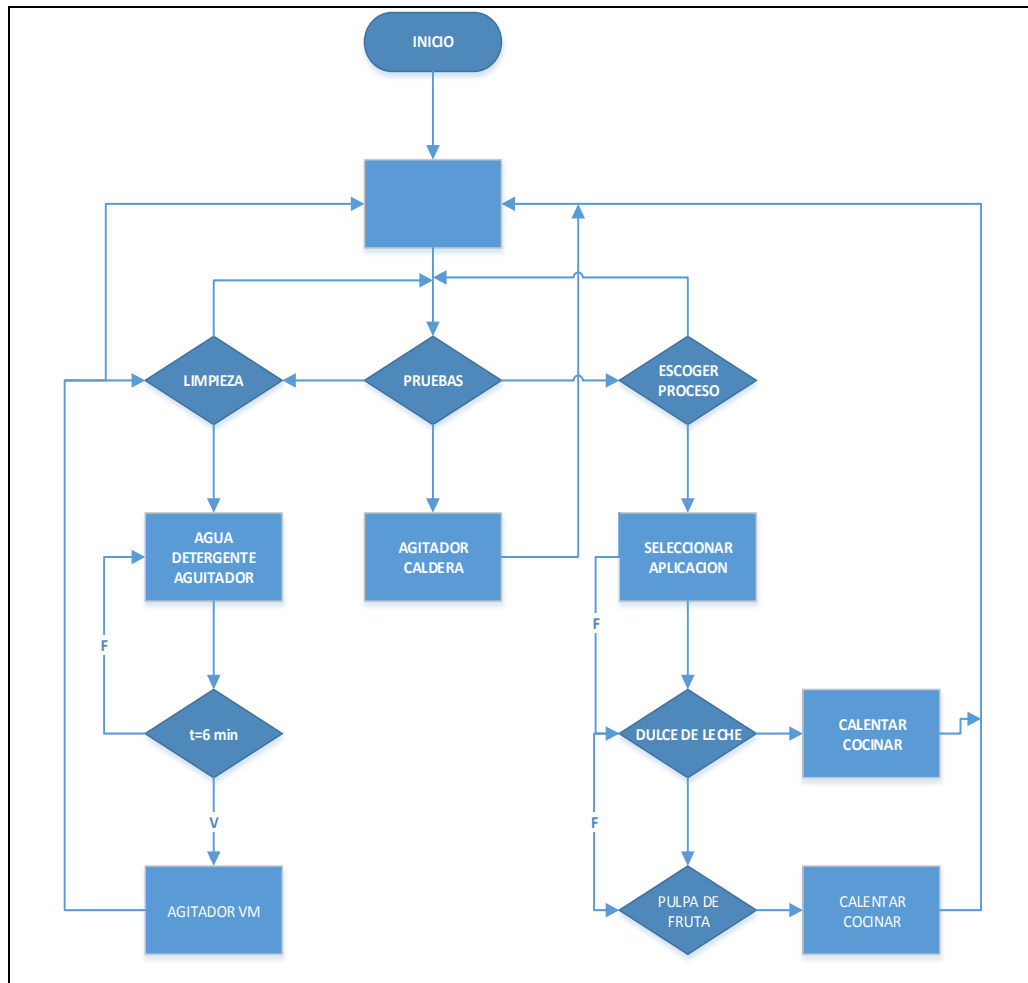 INICIO
LIMPIEZA
PRUEBAS
ESCOGER
PROCESO
AGUA
DETERGENTE
AGUITADOR
AGITADOR
CALDERA
SELECCIONAR
APLICACION
F
F
t=6 min
DULCE DE LECHE
CALENTAR
COCINAR
V
F
AGITADOR VM
PULPA DE
FRUTA
CALENTAR
COCINAR